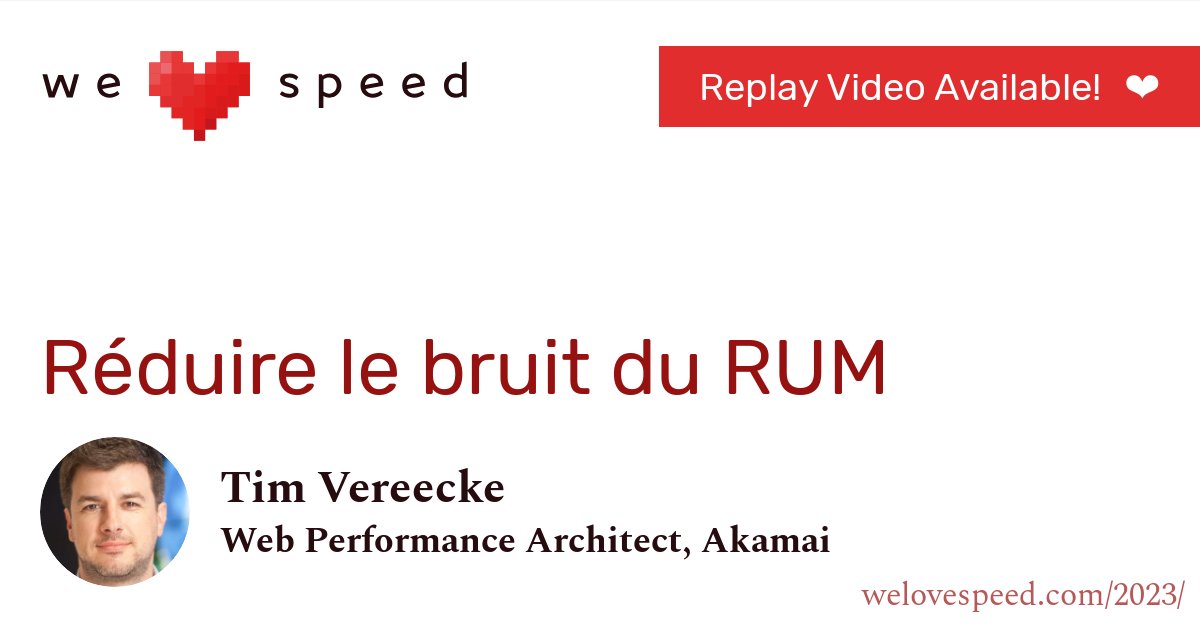 we ❤ speed
Replay Video Available! ❤
Réduire le bruit du RUM
Tim Vereecke
Web Performance Architect, Akamai
welovespeed.com/2023/